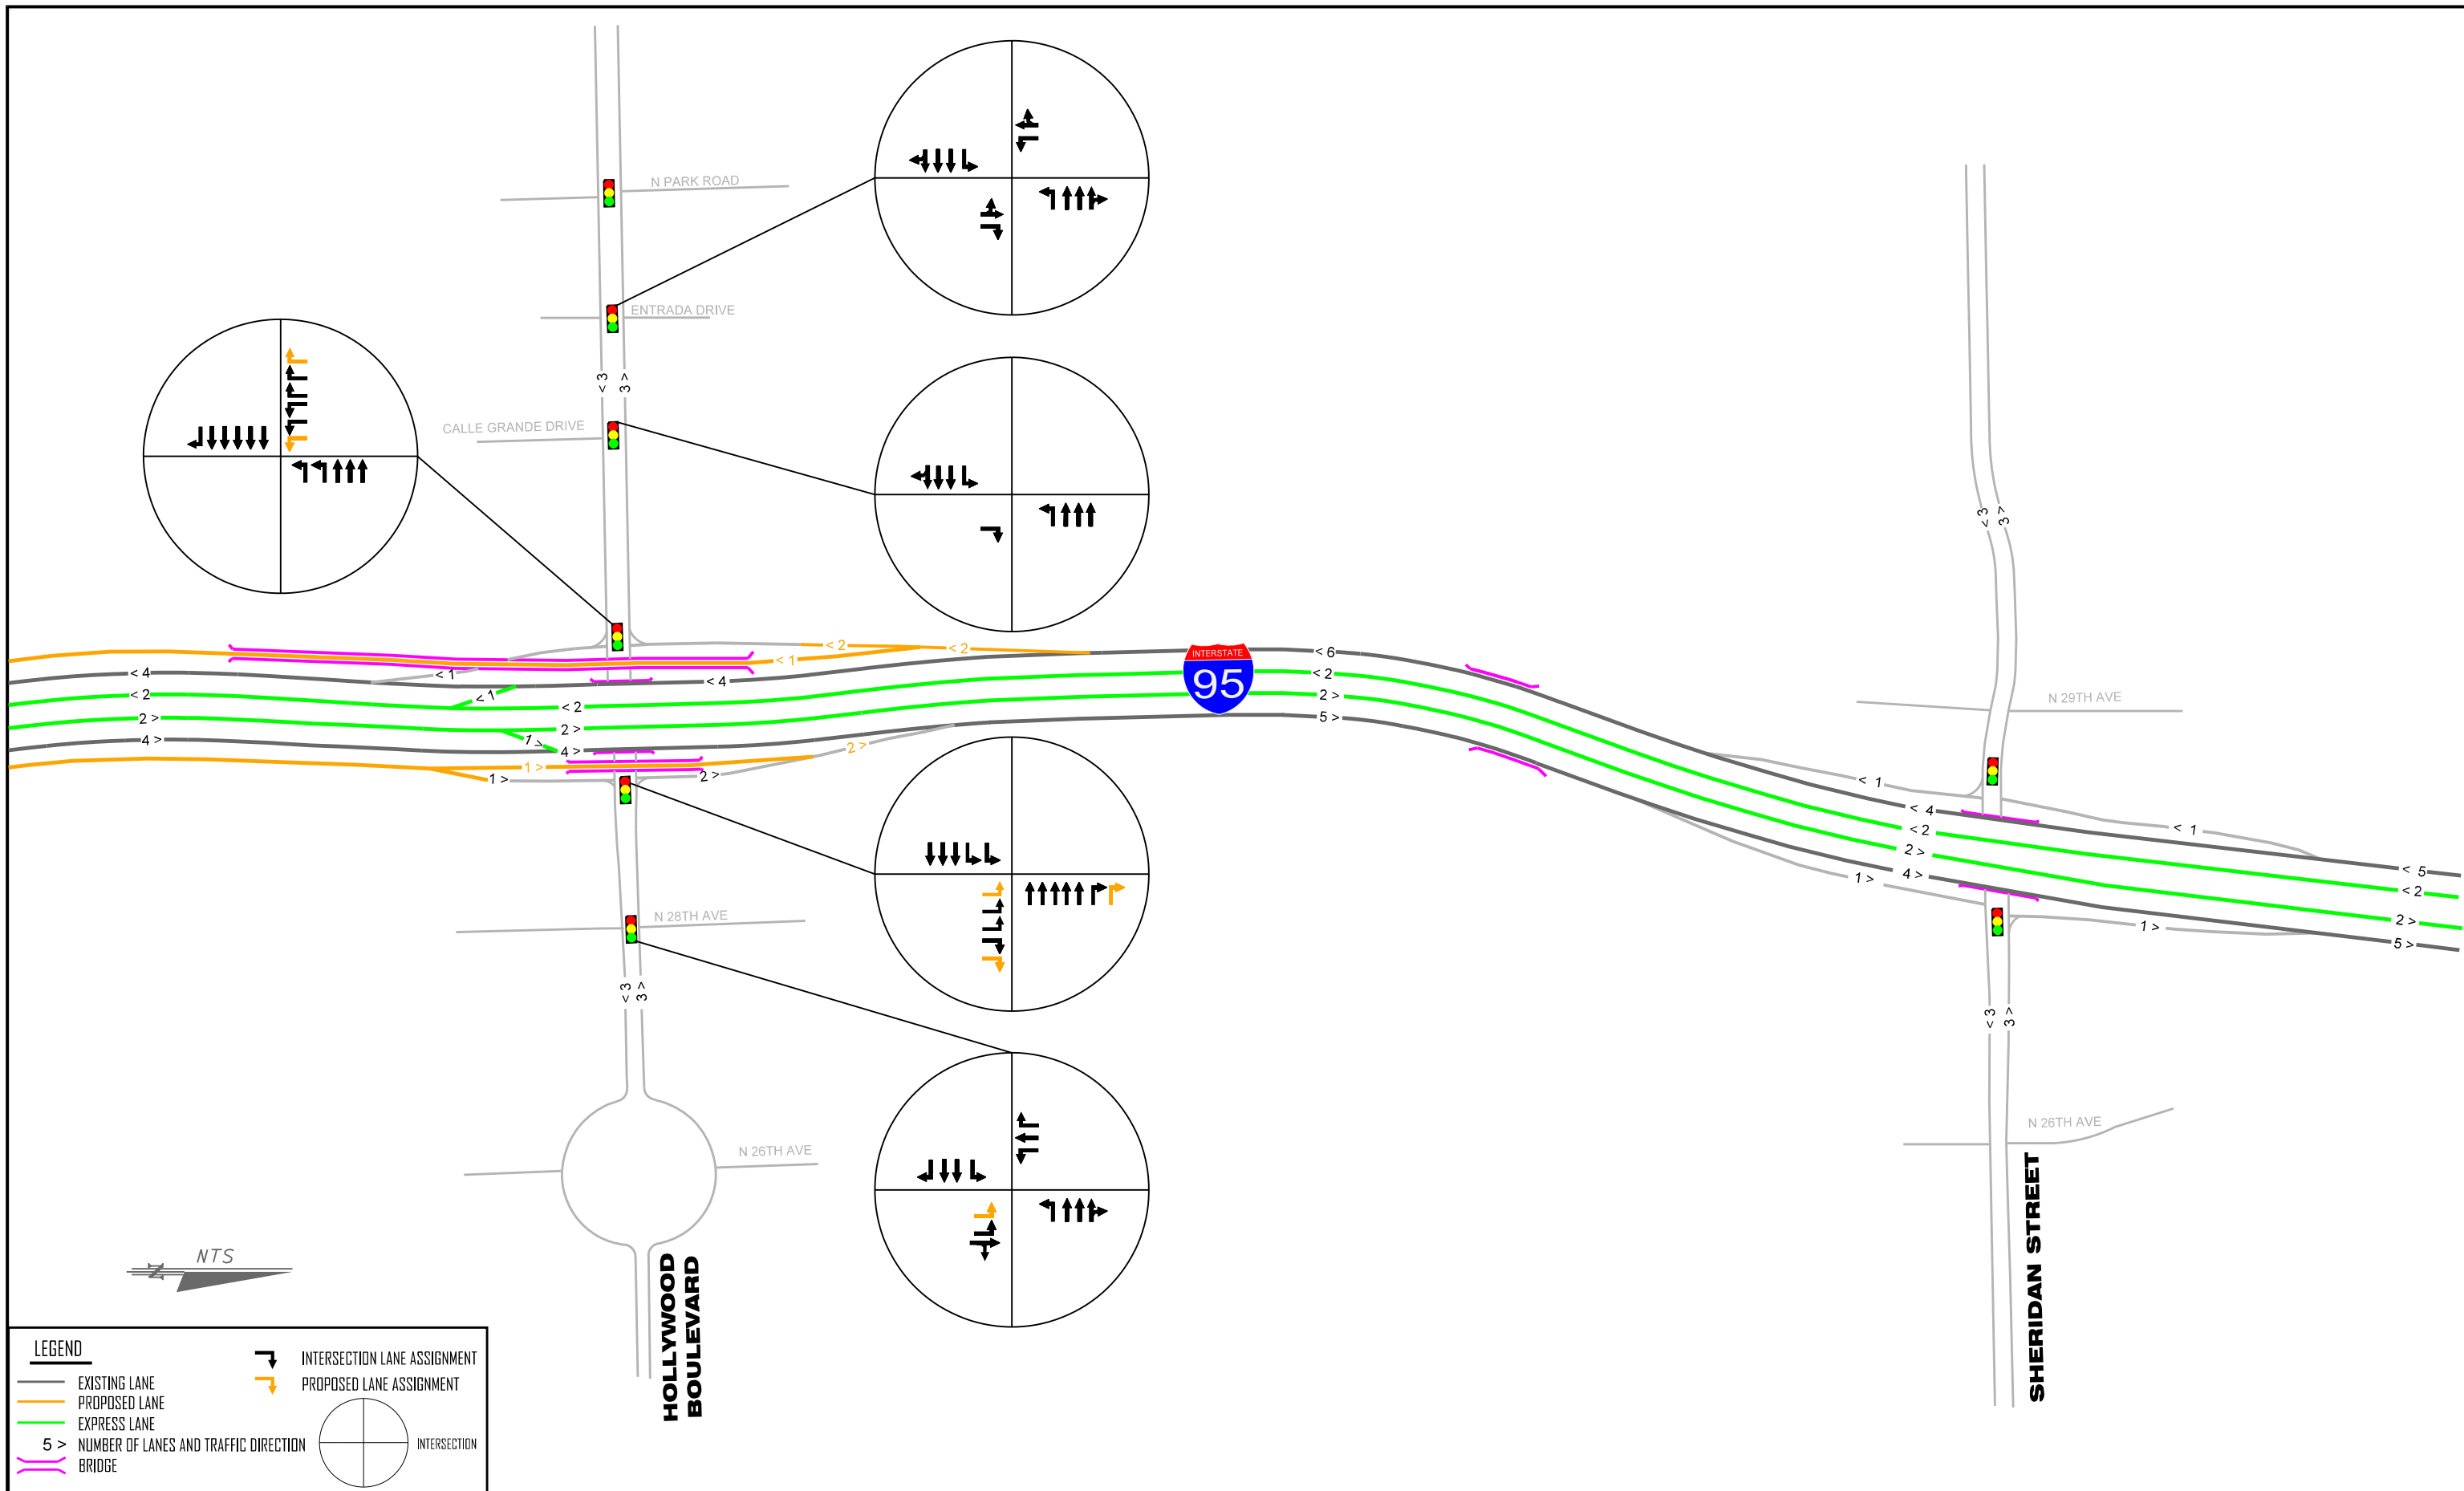 N PARK ROAD
ENTRADA DRIVE
< 3
3 >
CALLE GRANDE DRIVE
< 3
3 >
< 2
< 2
< 1
INTERSTATE
95
< 6
< 2
2 >
5 >
< 4
< 2
2 >
4 >
< 1
< 1
< 4
< 2
2 >
1 >
4 >
1 >
1 >
2 >
2 >
N 29TH AVE
< 1
< 4
< 2
2 >
4 >
1 >
< 1
< 5
< 2
2 >
5 >
1 >
N 28TH AVE
< 3
3 >
< 3
3 >
N 26TH AVE
N 26TH AVE
HOLLYWOOD
BOULEVARD
SHERIDAN STREET
NTS
N
LEGEND
EXISTING LANE
PROPOSED LANE
EXPRESS LANE
5 > NUMBER OF LANES AND TRAFFIC DIRECTION
BRIDGE
INTERSECTION LANE ASSIGNMENT
PROPOSED LANE ASSIGNMENT
INTERSECTION